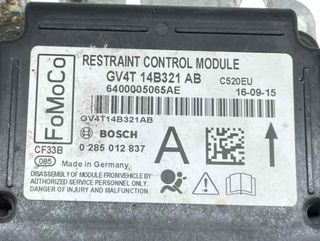 FoMoCo
RESTRAINT CONTROL MODULE
GV4T 14B321 AB
C520EU
6400005065AE
16-09-15
GV4T14B321AB
BOSCH
A
0 285 012 837
CF33B
085
Made in Germany
DISASSEMBLY OF MODULE FROM VEHICLE BY
AUTHORIZED SERVICE PERSONNEL ONLY.
DANGER OF INJURY AND MALFUNCTION